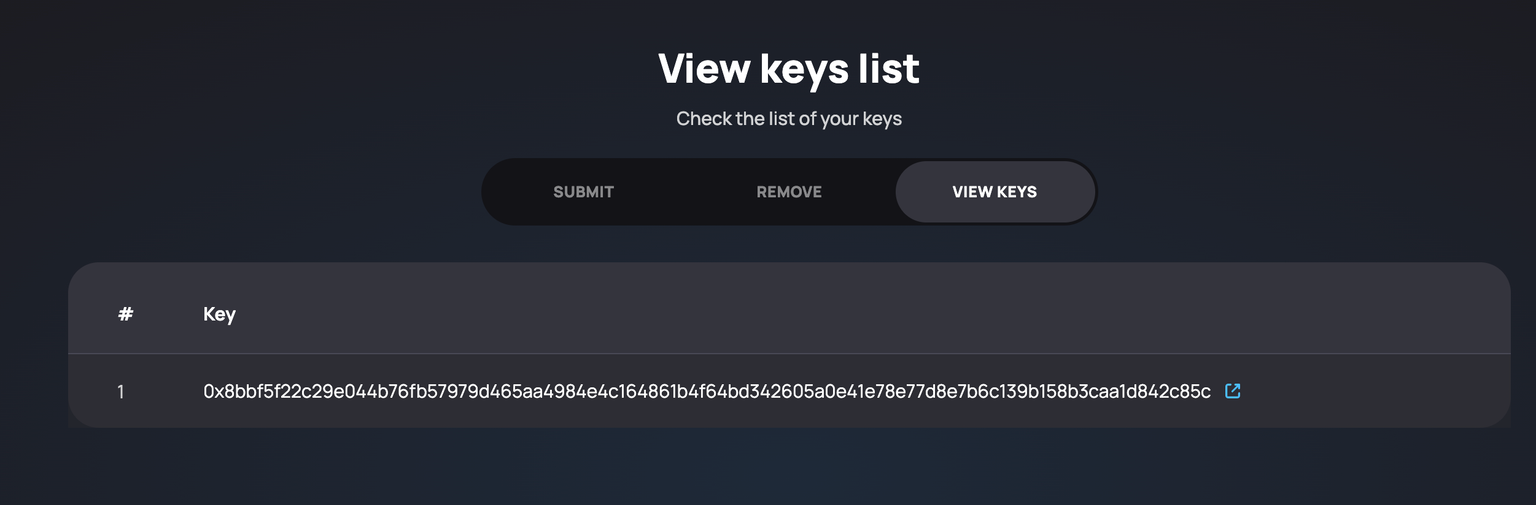 View keys list
Check the list of your keys
SUBMIT REMOVE VIEW KEYS
# Key
1 0x8bbf5f22c29e044b76fb57979d465aa4984e4c164861b4f64bd342605a0e41e78e77d8e7b6c139b158b3caa1d842c85c